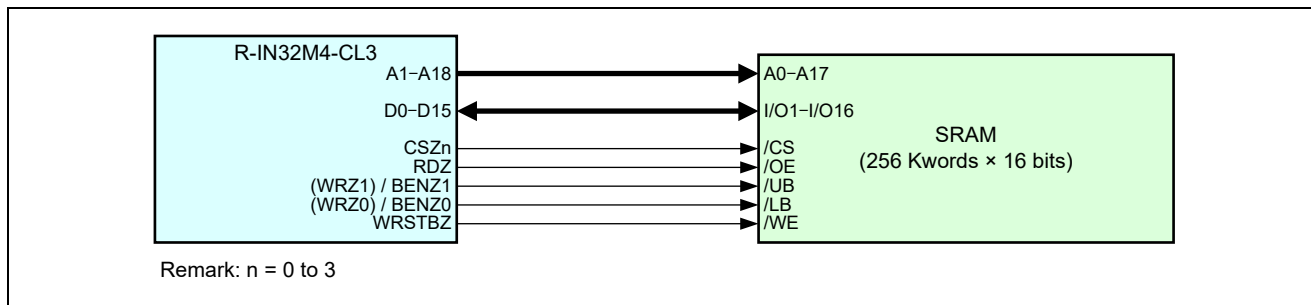 R-IN32M4-CL3
A1–A18
A0–A17
D0–D15
I/O1–I/O16
SRAM
(256 Kwords × 16 bits)
CSZn
/CS
RDZ
/OE
(WRZ1) / BENZ1
/UB
(WRZ0) / BENZ0
/LB
WRSTBZ
/WE
Remark: n = 0 to 3